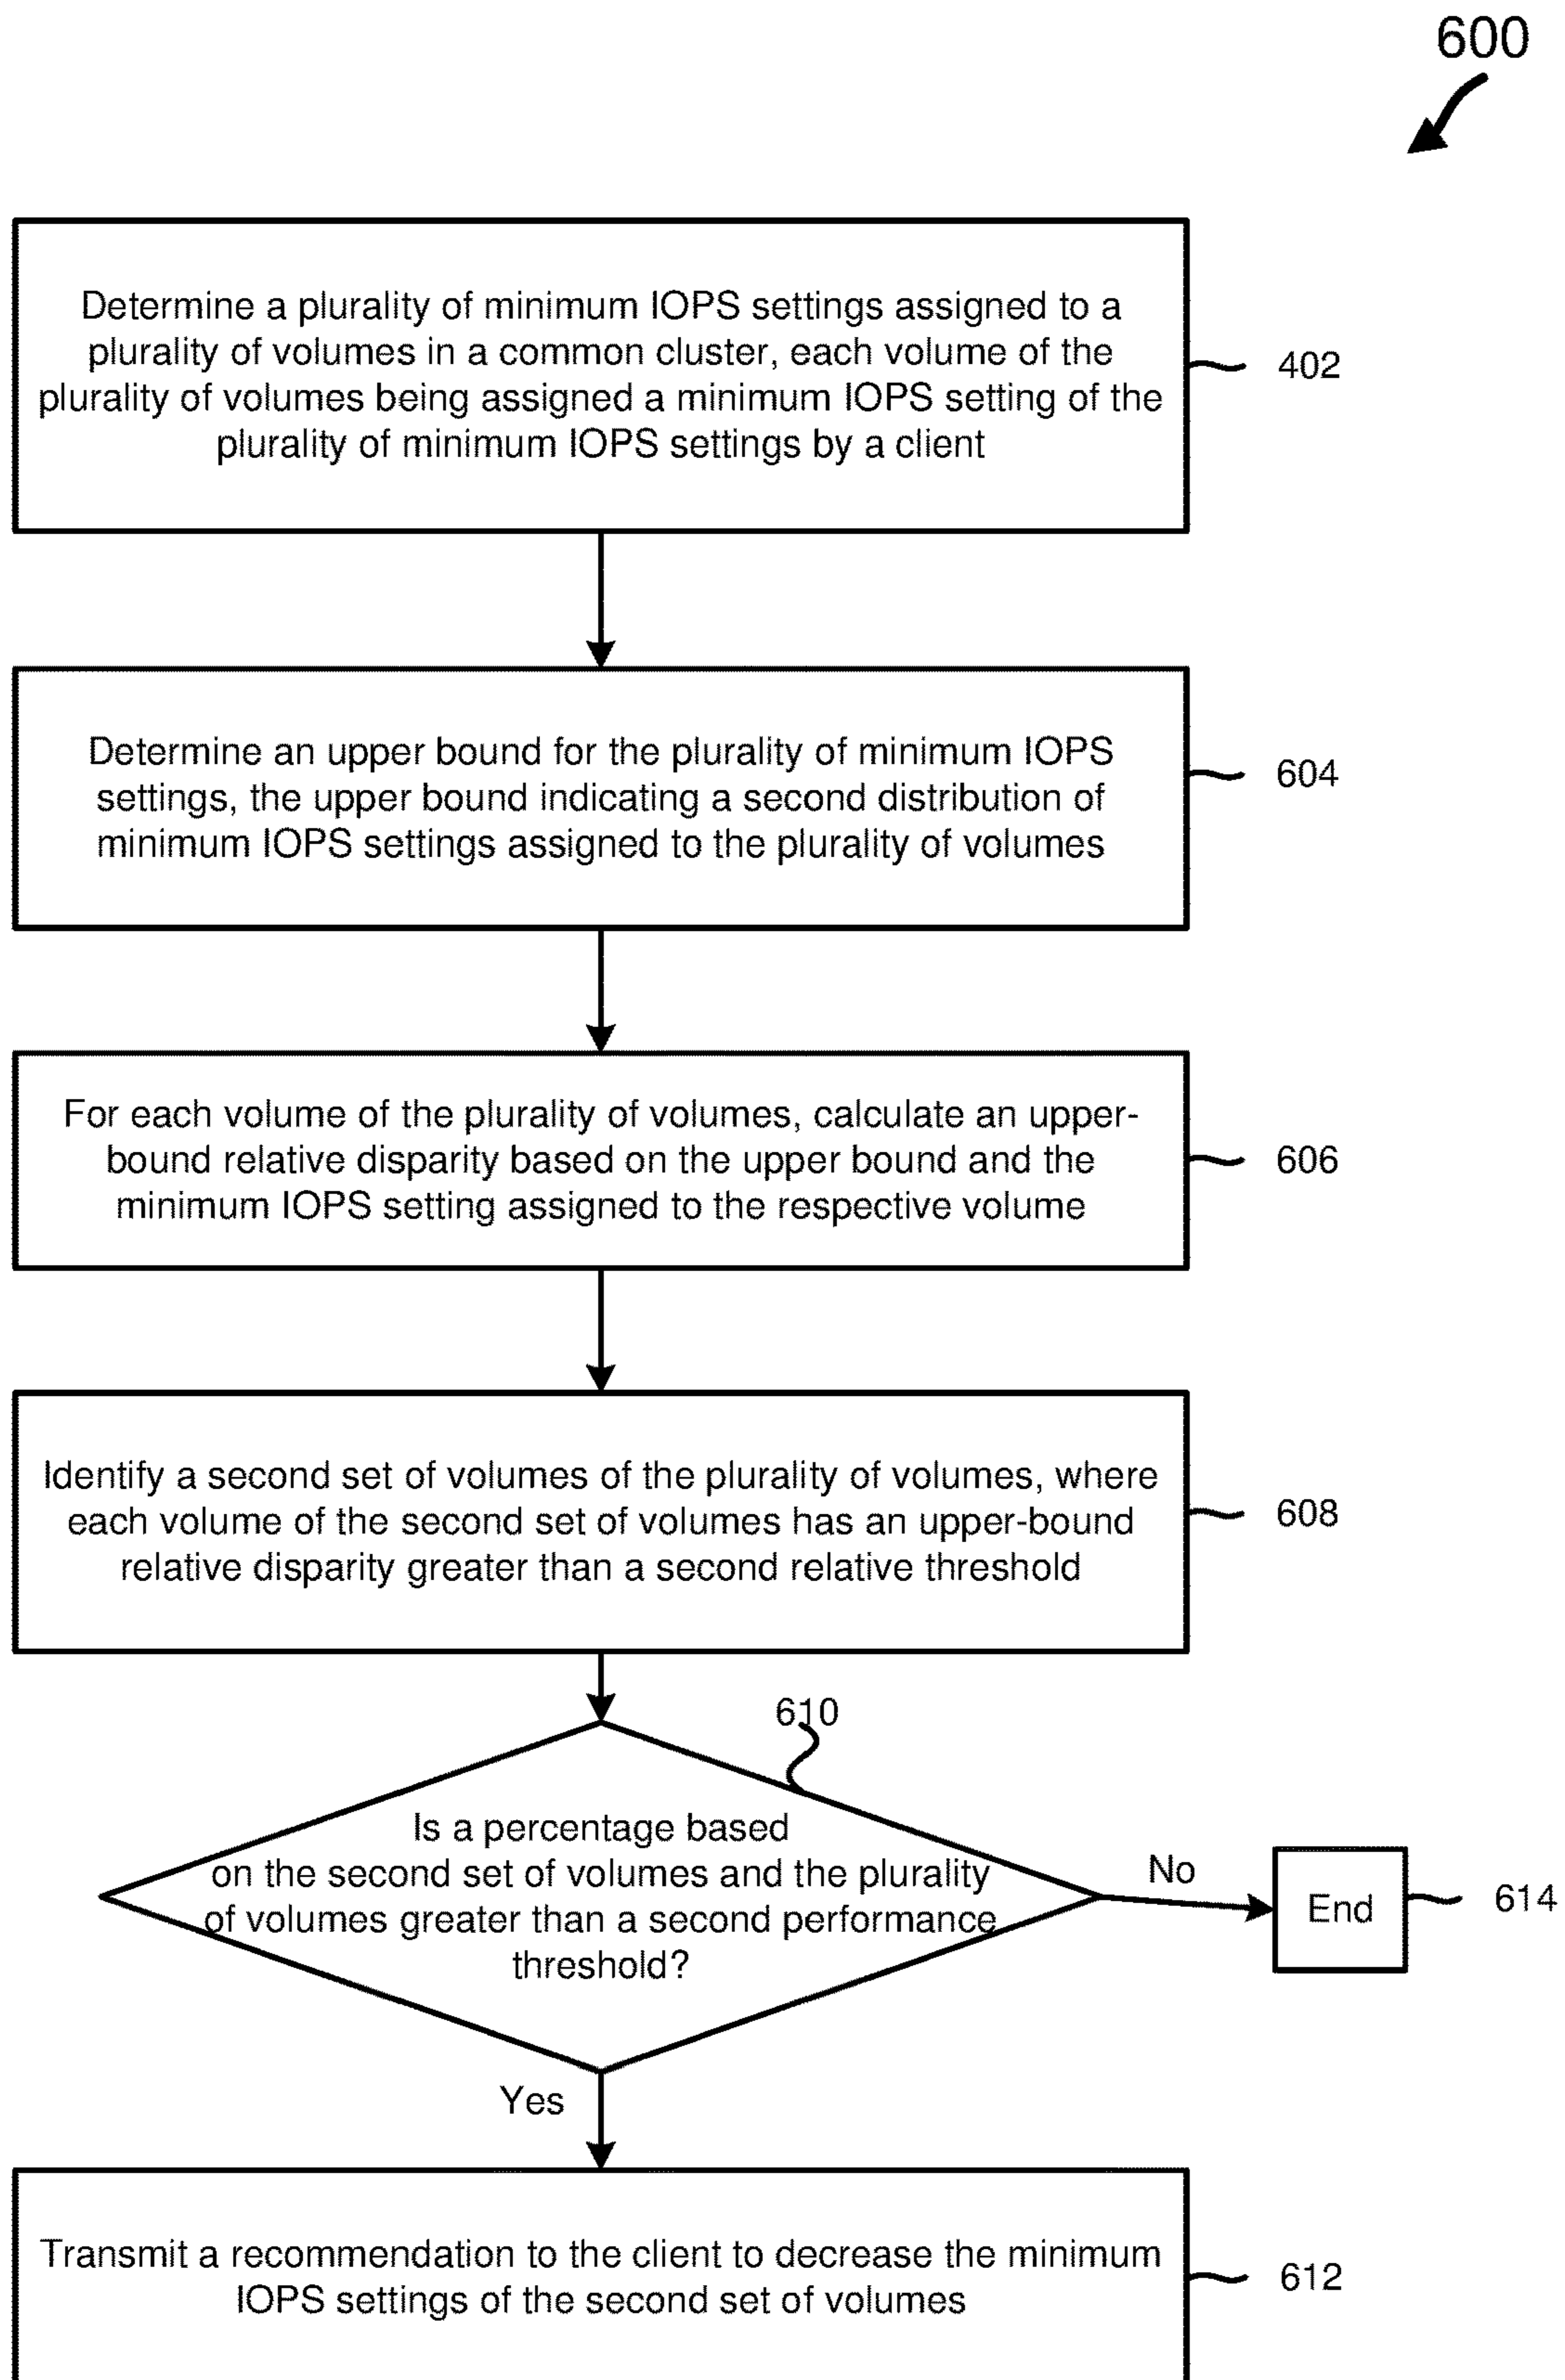 600
Determine a plurality of minimum IOPS settings assigned to a
plurality of volumes in a common cluster, each volume of the
plurality of volumes being assigned a minimum IOPS setting of the
plurality of minimum IOPS settings by a client
402
Determine an upper bound for the plurality of minimum IOPS
settings, the upper bound indicating a second distribution of
minimum IOPS settings assigned to the plurality of volumes
604
For each volume of the plurality of volumes, calculate an upper-
bound relative disparity based on the upper bound and the
minimum IOPS setting assigned to the respective volume
606
Identify a second set of volumes of the plurality of volumes, where
each volume of the second set of volumes has an upper-bound
relative disparity greater than a second relative threshold
608
610
Is a percentage based
on the second set of volumes and the plurality
of volumes greater than a second performance
threshold?
No
End
614
Yes
Transmit a recommendation to the client to decrease the minimum
IOPS settings of the second set of volumes
612